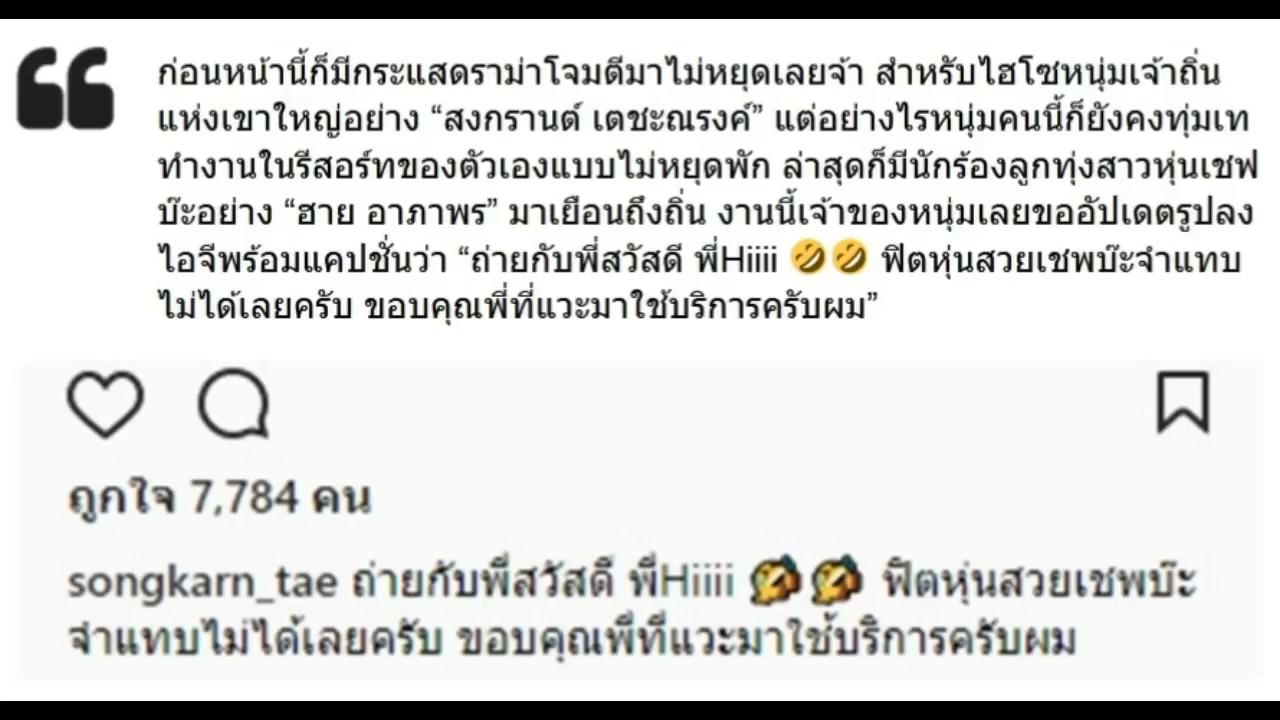 ก่อนหน้านี้ก็มีกระแสดราม่าโจมตีมาไม่หยุดเลยจ้า สำหรับไฮโซหนุ่มเจ้าถิ่น
แห่งเขาใหญ่อย่าง “สงกรานต์ เตชะณรงค์” แต่อย่างไรหนุ่มคนนี้ก็ยังคงทุ่มเท
ทำงานในรีสอร์ทของตัวเองแบบไม่หยุดพัก ล่าสุดก็มีนักร้องลูกทุ่งสาวหุ่นเชฟ
บ๊ะอย่าง “ฮาย อาภาพร” มาเยือนถึงถิ่น งานนี้เจ้าของหนุ่มเลยขออัปเดตรูปลง
ไอจีพร้อมแคปชั่นว่า “ถ่ายกับพี่สวัสดี พี่Hiiii 🤣🤣 ฟิตหุ่นสวยเชพบ๊ะจำแทบ
ไม่ได้เลยครับ ขอบคุณพี่ที่แวะมาใช้บริการครับผม”
ถูกใจ 7,784 คน
songkarn_tae ถ่ายกับพี่สวัสดี พี่Hiiii 🤣🤣 ฟิตหุ่นสวยเชพบ๊ะ
จำแทบไม่ได้เลยครับ ขอบคุณพี่ที่แวะมาใช้บริการครับผม